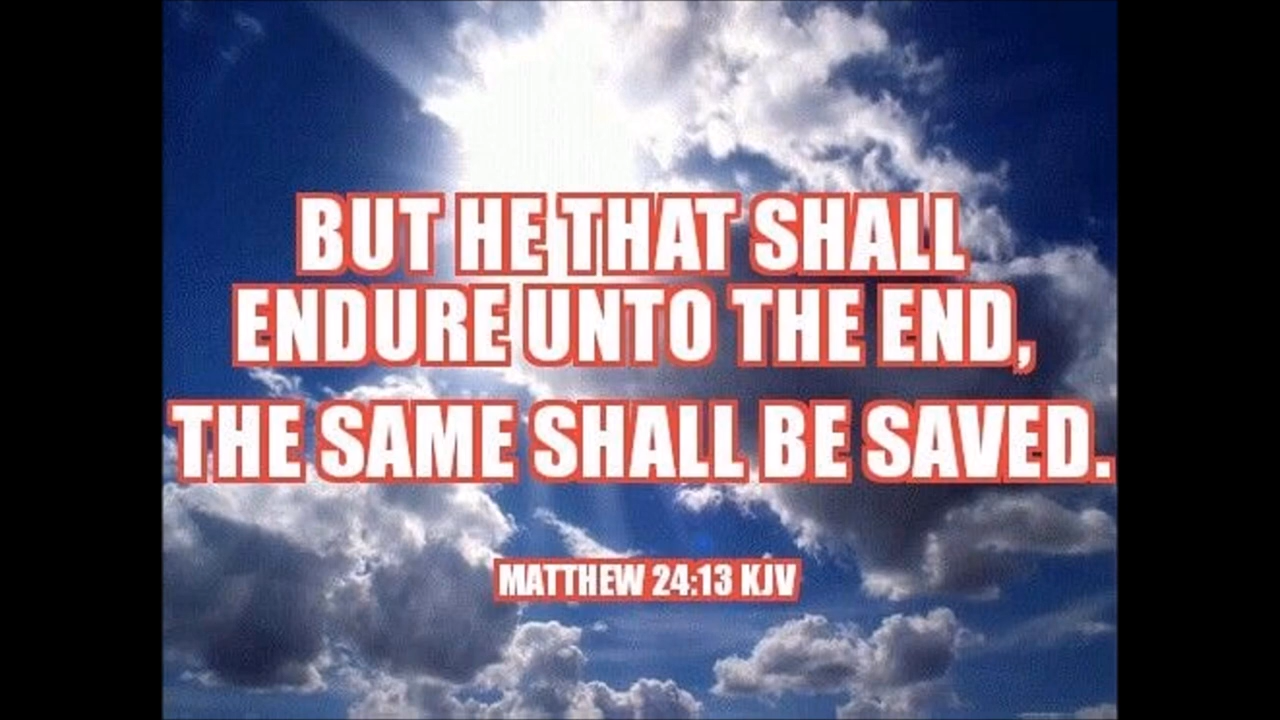 BUT HE THAT SHALL
ENDURE UNTO THE END,
THE SAME SHALL BE SAVED.
MATTHEW 24:13 KJV